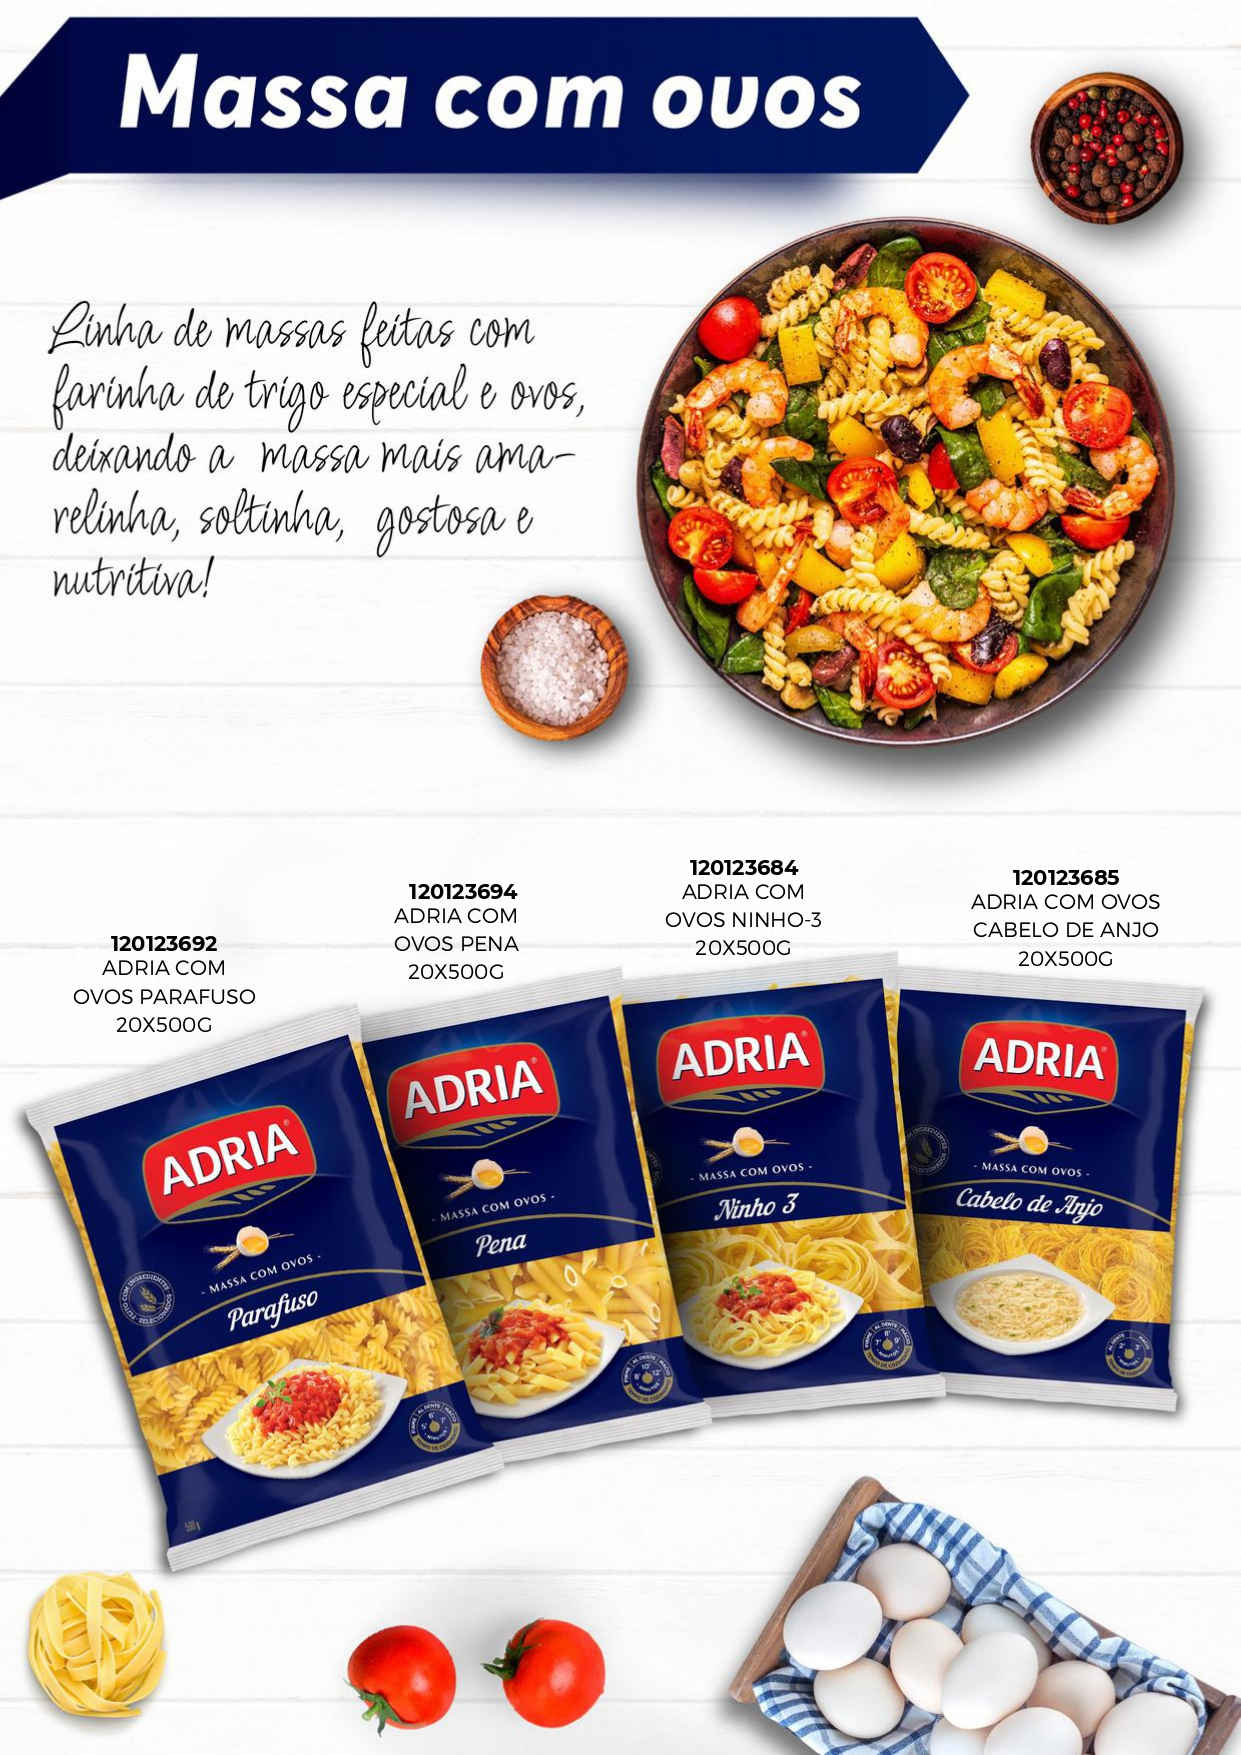 Massa com ovos
Linha de massas feitas com
farinha de trigo especial e ovos,
deixando a massa mais ama-
relinha, soltinha, gostosa e
nutritiva!
120123692
ADRIA COM
OVOS PARAFUSO
20X500G
120123694
ADRIA COM
OVOS PENA
20X500G
120123684
ADRIA COM
OVOS NINHO-3
20X500G
120123685
ADRIA COM OVOS
CABELO DE ANJO
20X500G
ADRIA
- MASSA COM OVOS -
Parafuso
ADRIA
- MASSA COM OVOS -
Pena
ADRIA
- MASSA COM OVOS -
Ninho 3
ADRIA
- MASSA COM OVOS -
Cabelo de Anjo